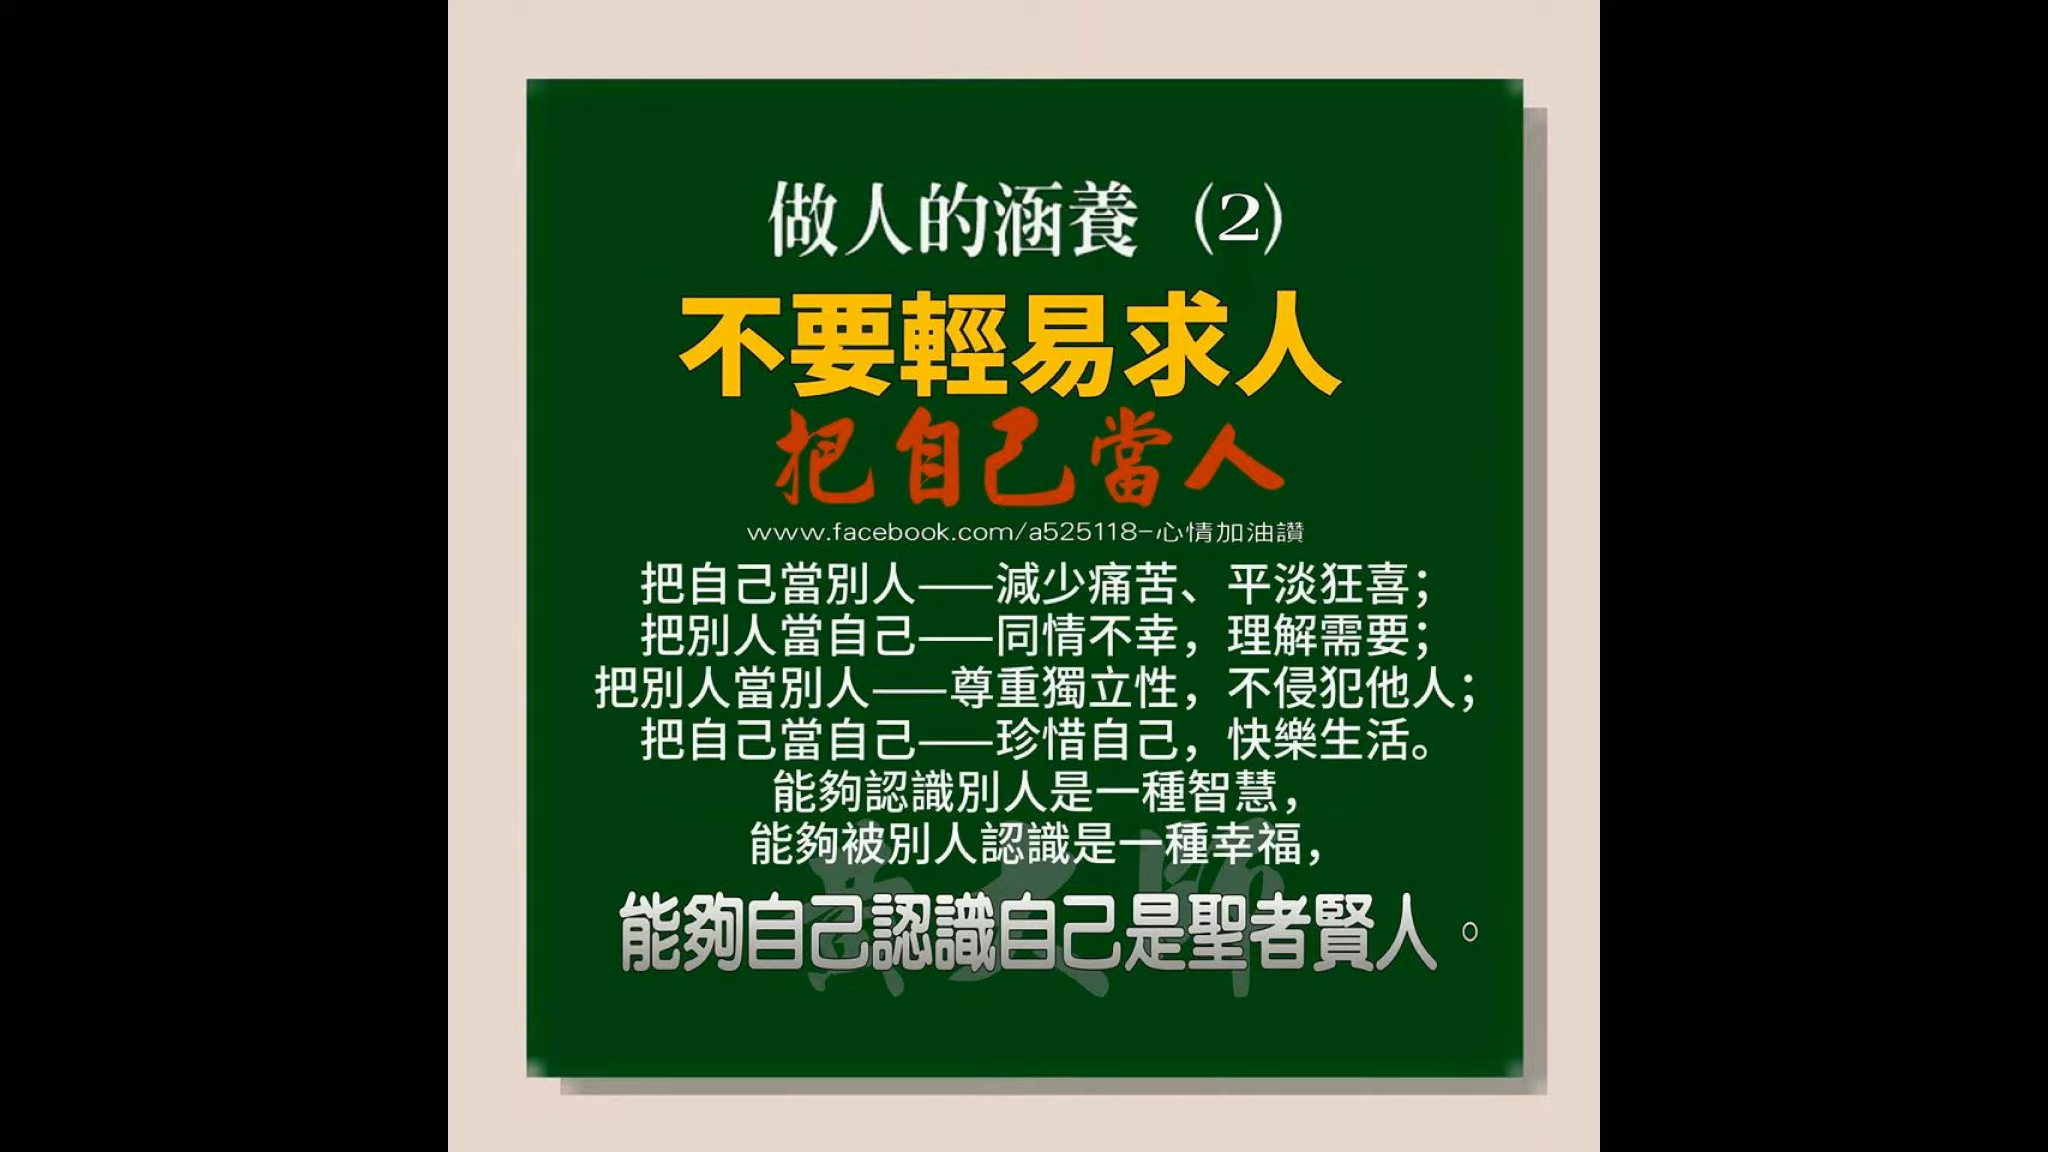 做人的涵養（2）
不要輕易求人
把自己當人
www.facebook.com/a525118-心情加油讚
把自己當別人——減少痛苦、平淡狂喜；
把別人當自己——同情不幸，理解需要；
把別人當別人——尊重獨立性，不侵犯他人；
把自己當自己——珍惜自己，快樂生活。
能夠認識別人是一種智慧，
能夠被別人認識是一種幸福，
能夠自己認識自己是聖者賢人。
黃大師